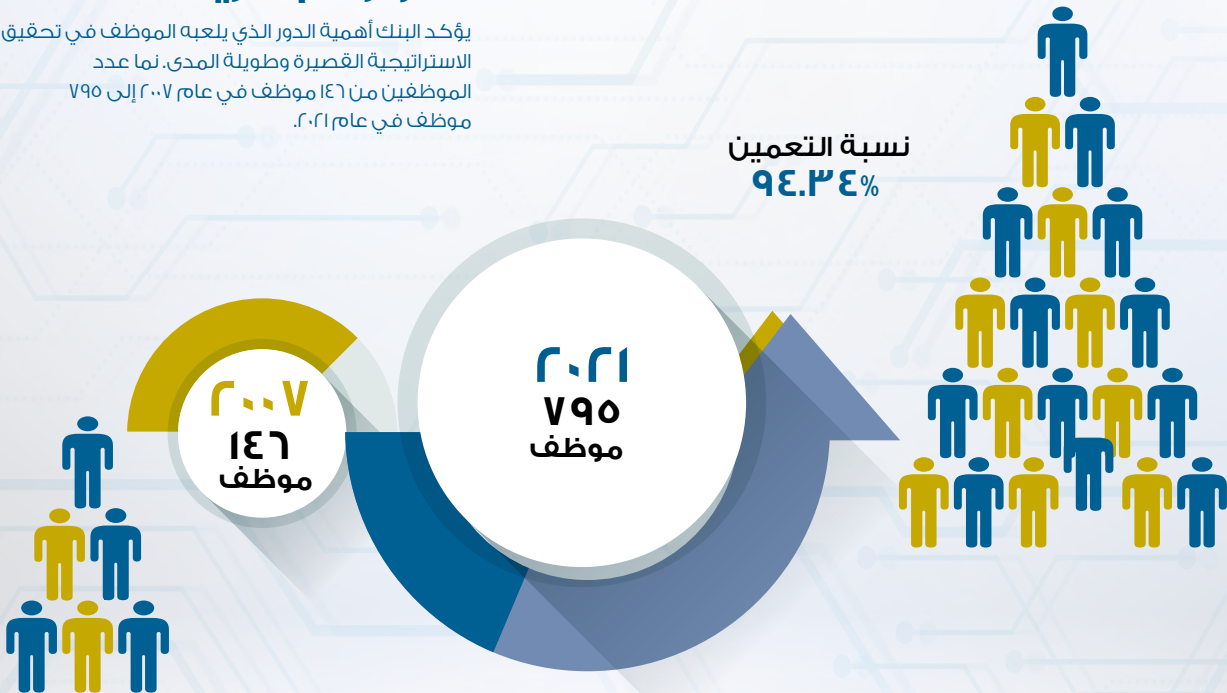 يؤكد البنك أهمية الدور الذي يلعبه الموظف في تحقيق
الاستراتيجية القصيرة وطويلة المدى. نما عدد
الموظفين من ١٤٦ موظف في عام ٢٠٠٧ إلى ٧٩٥
موظف في عام ٢٠٢١.
نسبة التعمين
٩٤.٣٤%
٢٠٢١
٧٩٥
موظف
٢٠٠٧
١٤٦
موظف